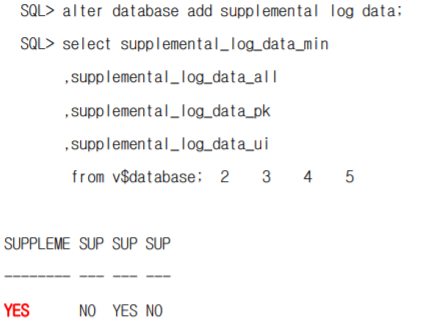 SQL> alter database add supplemental log data;
SQL> select supplemental_log_data_min
,supplemental_log_data_all
,supplemental_log_data_pk
,supplemental_log_data_ui
from v$database; 2 3 4 5
SUPPLEME SUP SUP SUP
-------- --- --- ---
YES NO YES NO